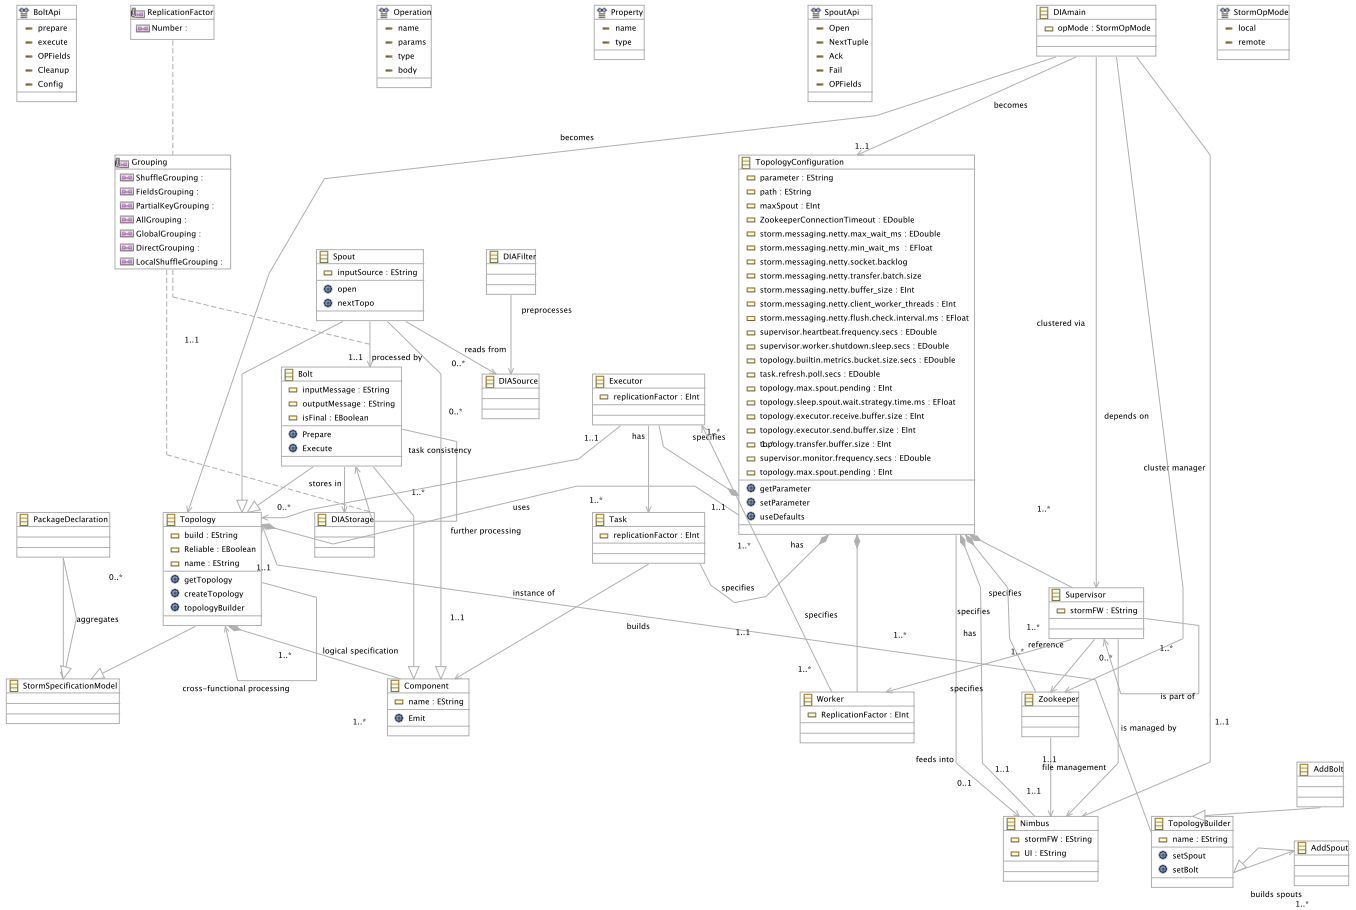 BoltApi
prepare
execute
OPFields
Cleanup
Config
ReplicationFactor
Number :
Operation
name
params
type
body
Property
name
type
SpoutApi
Open
NextTuple
Ack
Fail
OPFields
DIAmain
opMode : StormOpMode
StormOpMode
local
remote
becomes
becomes
1..1
Grouping
ShuffleGrouping :
FieldsGrouping :
PartialKeyGrouping :
AllGrouping :
GlobalGrouping :
DirectGrouping :
LocalShuffleGrouping :
TopologyConfiguration
parameter : EString
path : EString
maxSpout : EInt
ZookeeperConnectionTimeout : EDouble
storm.messaging.netty.max_wait_ms : EDouble
storm.messaging.netty.min_wait_ms : EFloat
storm.messaging.netty.socket.backlog
storm.messaging.netty.transfer.batch.size
storm.messaging.netty.buffer_size : EInt
storm.messaging.netty.client_worker_threads : EInt
storm.messaging.netty.flush.check.interval.ms : EFloat
supervisor.heartbeat.frequency.secs : EDouble
supervisor.worker.shutdown.sleep.secs : EDouble
topology.builtin.metrics.bucket.size.secs : EDouble
task.refresh.poll.secs : EDouble
topology.max.spout.pending : EInt
topology.sleep.spout.wait.strategy.time.ms : EFloat
topology.executor.receive.buffer.size : EInt
topology.executor.send.buffer.size : EInt
topology.transfer.buffer.size : EInt
1..*
supervisor.monitor.frequency.secs : EDouble
topology.max.spout.pending : EInt
getParameter
setParameter
useDefaults
Spout
inputSource : EString
open
nextTopo
DIAFilter
preprocesses
clustered via
1..1
1..1
processed by
reads from
0..*
Bolt
inputMessage : EString
outputMessage : EString
isFinal : EBoolean
Prepare
Execute
DIASource
Executor
replicationFactor : EInt
0..*
depends on
1..1
has
specifies
1..*
task consistency
cluster manager
stores in
1..*
0..*
uses
1..*
1..1
1..*
PackageDeclaration
Topology
build : EString
Reliable : EBoolean
name : EString
getTopology
createTopology
topologyBuilder
DIAStorage
further processing
Task
replicationFactor : EInt
1..*
has
1..1
0..*
instance of
specifies
specifies
Supervisor
stormFW : EString
aggregates
1..1
builds
1..1
specifies
specifies
1..*
has
1..*
reference
1..*
logical specification
1..*
1..*
0..*
1..*
StormSpecificationModel
cross-functional processing
Component
name : EString
Emit
1..*
1..*
Worker
ReplicationFactor : EInt
specifies
Zookeeper
is part of
1..1
is managed by
feeds into
1..1
1..1
file management
0..1
1..1
AddBolt
Nimbus
stormFW : EString
UI : EString
TopologyBuilder
name : EString
setSpout
setBolt
AddSpout
builds spouts
1..*